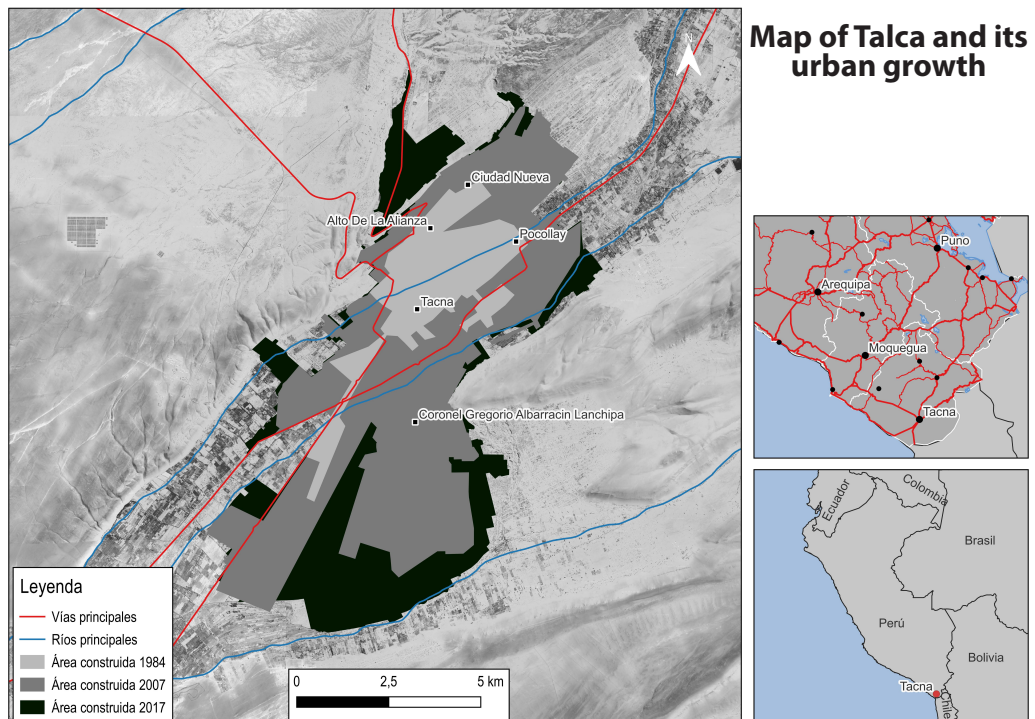 Map of Talca and its
urban growth
N
Ciudad Nueva
Alto De La Alianza
Pocollay
Tacna
Coronel Gregorio Albarracin Lanchipa
Leyenda
Vías principales
Ríos principales
Área construida 1984
Área construida 2007
Área construida 2017
0 2,5 5 km
Puno
Arequipa
Moquegua
Tacna
Ecuador
Colombia
Brasil
Perú
Bolivia
Tacna
Chile